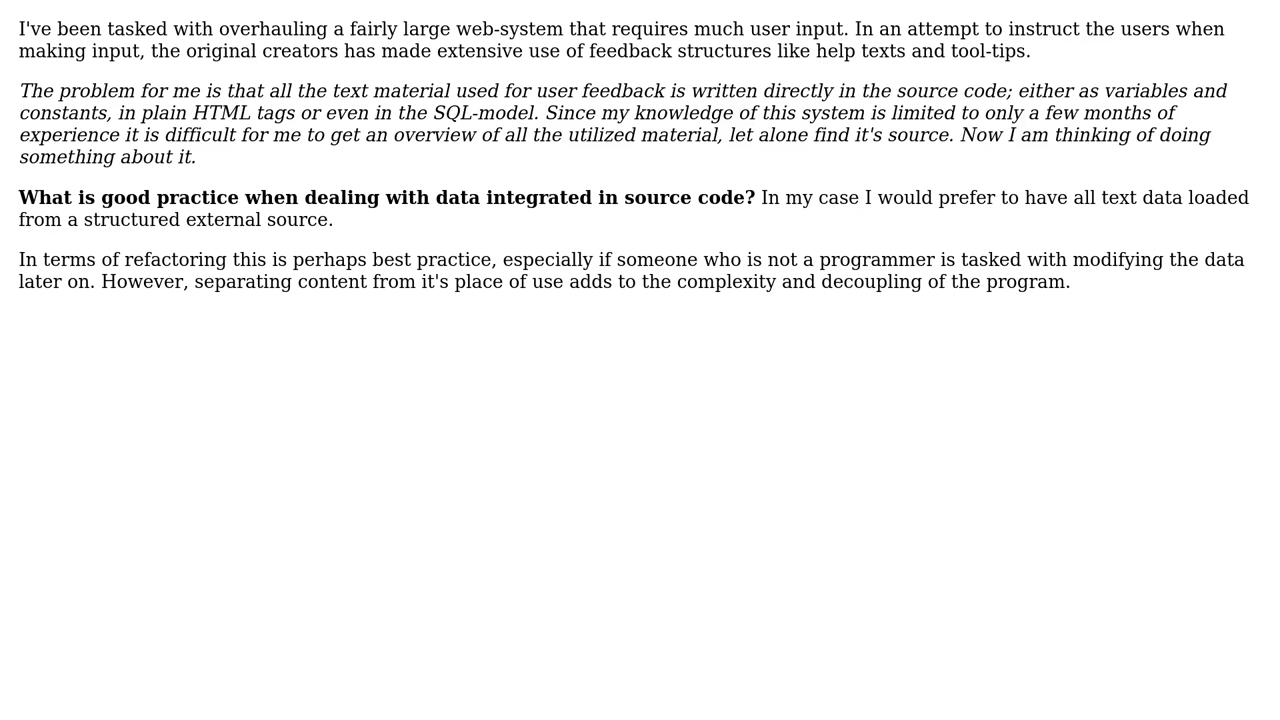 I've been tasked with overhauling a fairly large web-system that requires much user input. In an attempt to instruct the users when
making input, the original creators has made extensive use of feedback structures like help texts and tool-tips.
The problem for me is that all the text material used for user feedback is written directly in the source code; either as variables and
constants, in plain HTML tags or even in the SQL-model. Since my knowledge of this system is limited to only a few months of
experience it is difficult for me to get an overview of all the utilized material, let alone find it's source. Now I am thinking of doing
something about it.
What is good practice when dealing with data integrated in source code? In my case I would prefer to have all text data loaded
from a structured external source.
In terms of refactoring this is perhaps best practice, especially if someone who is not a programmer is tasked with modifying the data
later on. However, separating content from it's place of use adds to the complexity and decoupling of the program.